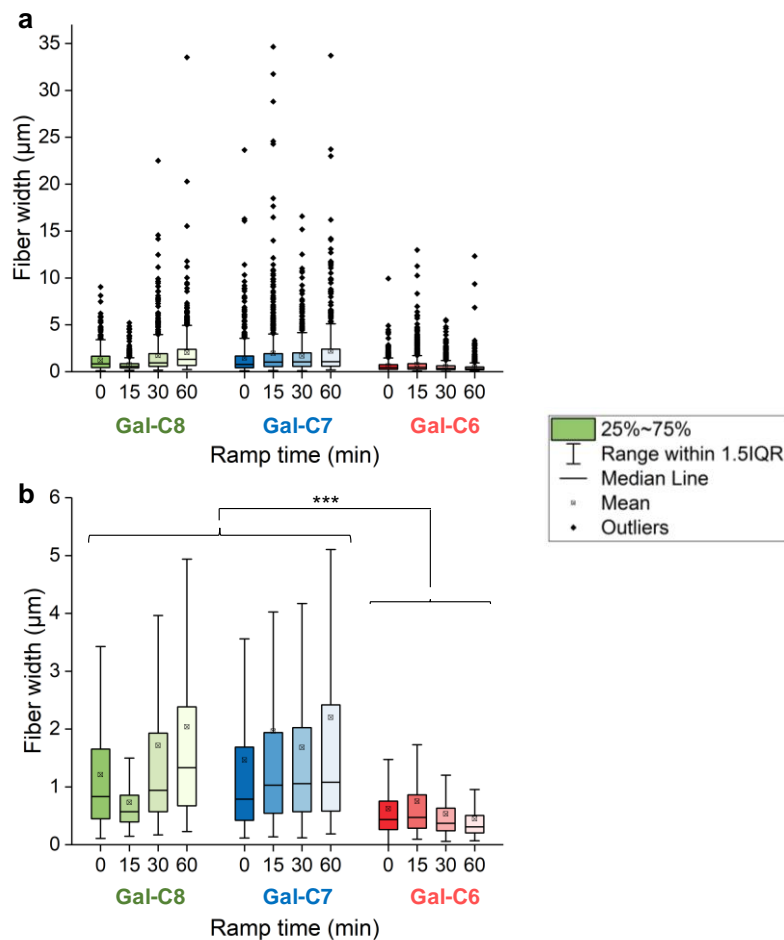 a
Fiber width (µm)
35
30
25
20
15
10
5
0
0 15 30 60 0 15 30 60 0 15 30 60
Gal-C8 Gal-C7 Gal-C6
Ramp time (min)
25%~75%
Range within 1.5IQR
Median Line
Mean
Outliers
b
***
Fiber width (µm)
6
5
4
3
2
1
0
0 15 30 60 0 15 30 60 0 15 30 60
Gal-C8 Gal-C7 Gal-C6
Ramp time (min)